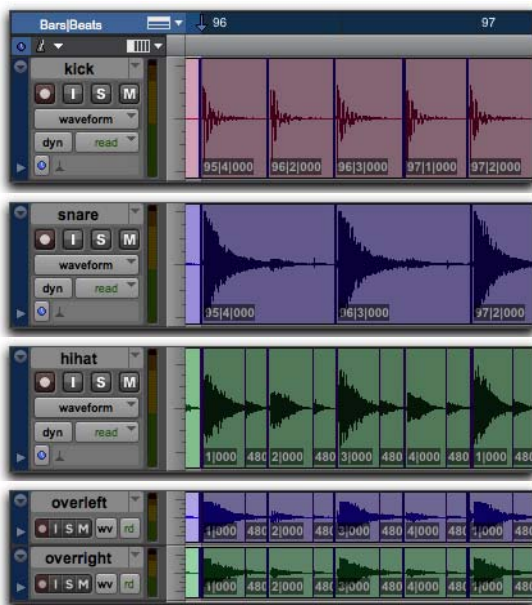 Bars|Beats 96 97
kick
I S M
waveform
dyn read
95|4|000 96|2|000 96|3|000 97|1|000 97|2|000
snare
I S M
waveform
dyn read
95|4|000 96|3|000 97|2|000
hihat
I S M
waveform
dyn read
1|000 480 2|000 480 3|000 480 4|000 480 1|000 480
overleft
I S M wv rd
1|000 480 2|000 480 3|000 480 4|000 480 1|000 480
overright
I S M wv rd
1|000 480 2|000 480 3|000 480 4|000 480 1|000 480